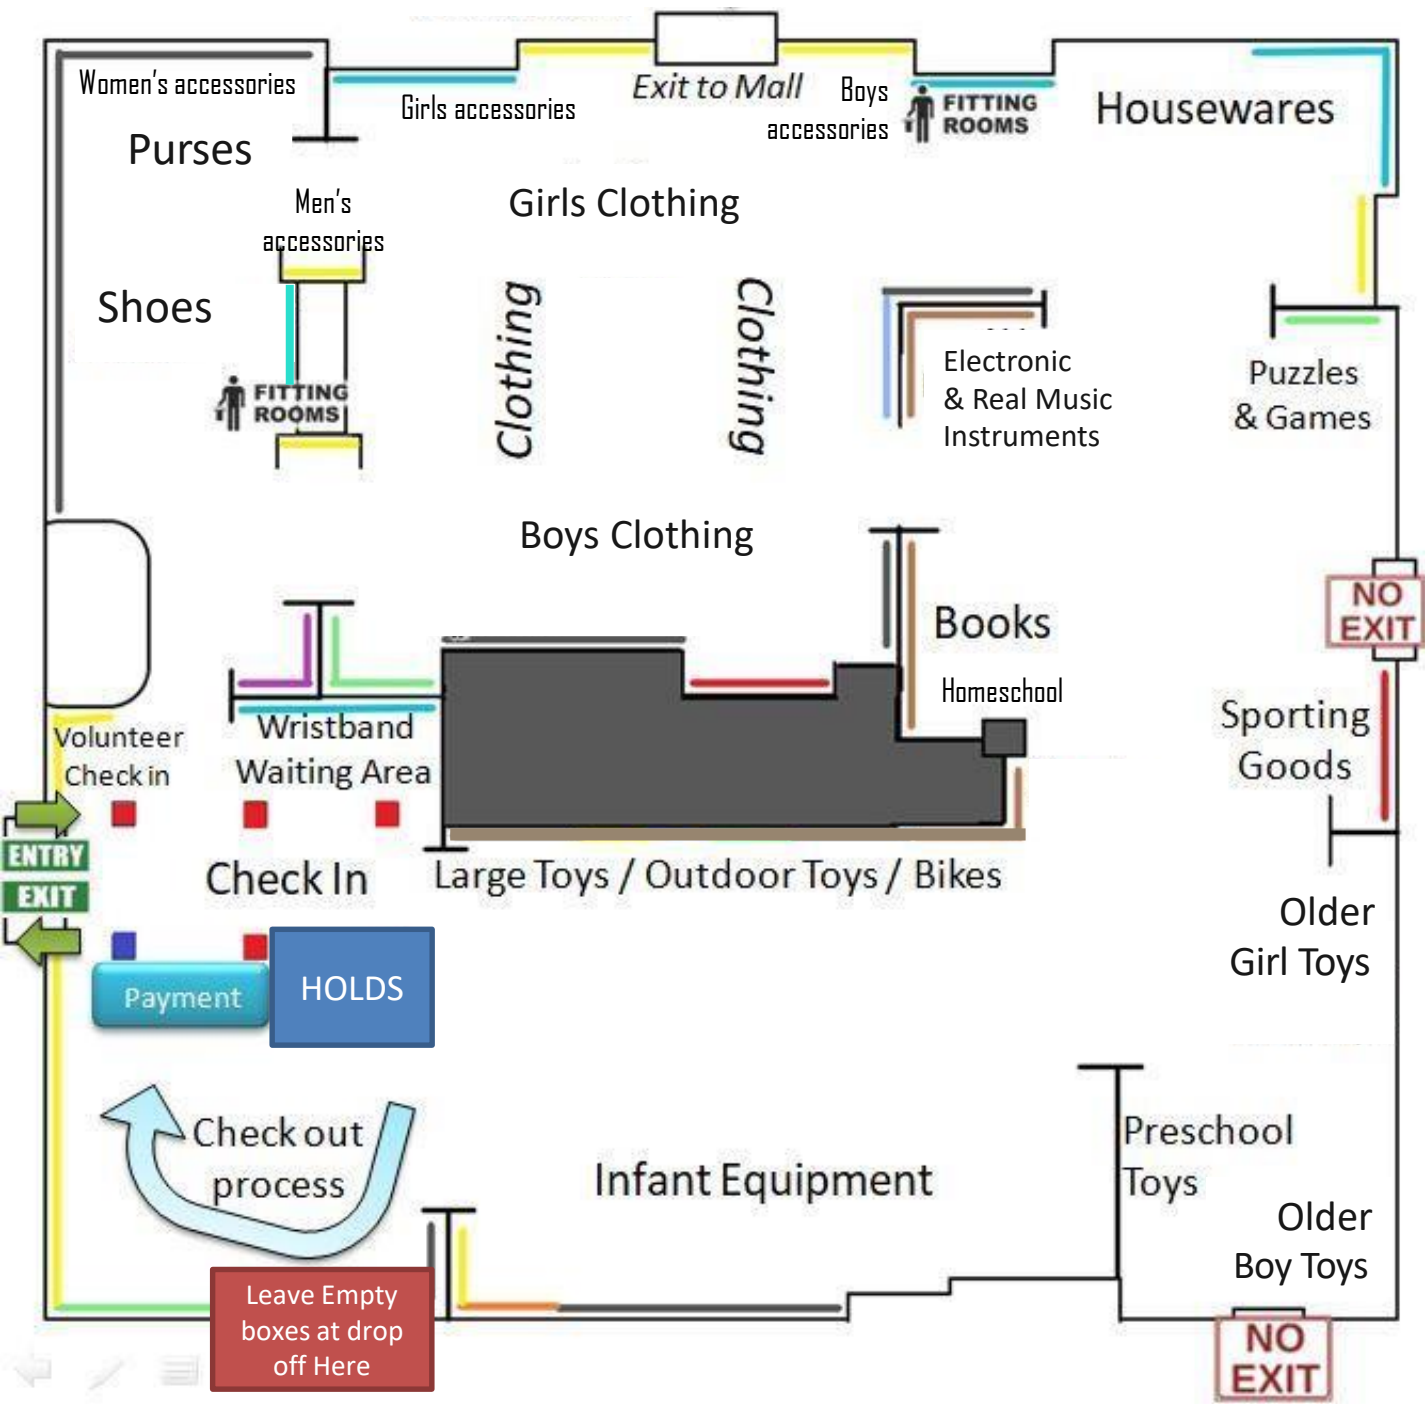 Women's accessories
Girls accessories
Exit to Mall
Boys
accessories
FITTING
ROOMS
Housewares
Purses
Men's
accessories
Girls Clothing
Shoes
Clothing
Clothing
FITTING
ROOMS
Electronic
& Real Music
Instruments
Puzzles
& Games
Boys Clothing
Books
Homeschool
NO
EXIT
Sporting
Goods
Volunteer
Check in
Wristband
Waiting Area
ENTRY
EXIT
Check In
Large Toys / Outdoor Toys / Bikes
Older
Girl Toys
Payment
HOLDS
Check out
process
Infant Equipment
Preschool
Toys
Older
Boy Toys
Leave Empty
boxes at drop
off Here
NO
EXIT